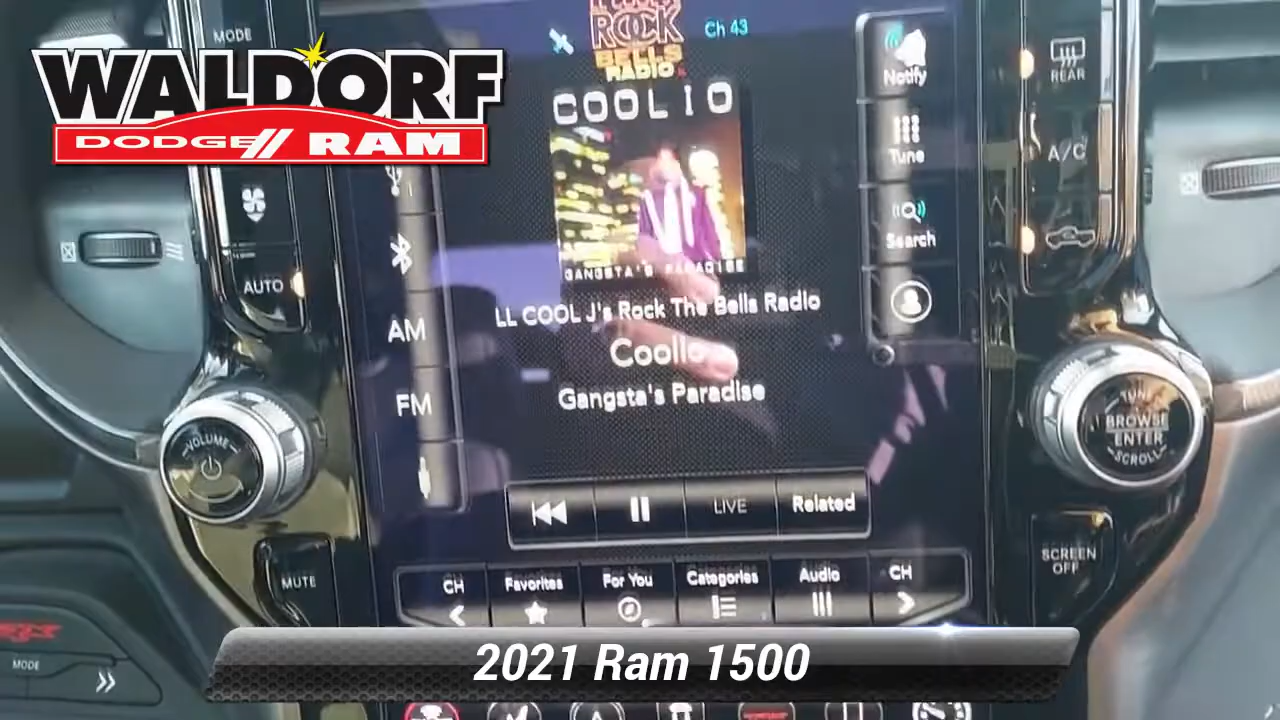 WALDORF
DODGE RAM
MODE
ROCK
BELLS
RADIO
Ch 43
COOLIO
GANGSTA'S PARADISE
LL COOL J's Rock The Bells Radio
Coolio
Gangsta's Paradise
AUTO
AM
FM
Notify
Tune
Search
REAR
A/C
VOLUME
TUNE
BROWSE
ENTER
SCROLL
LIVE
Related
MUTE
SCREEN
OFF
CH
Favorites
For You
Categories
Audio
CH
MODE
2021 Ram 1500